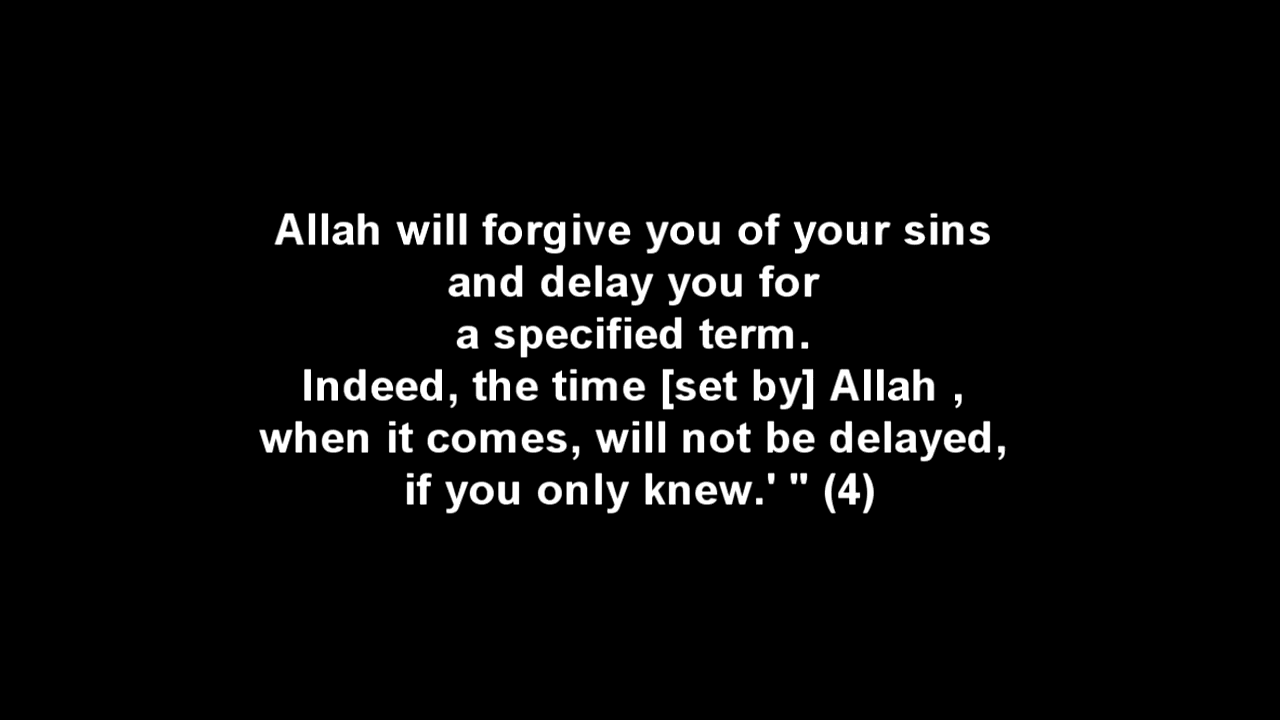 Allah will forgive you of your sins
and delay you for
a specified term.
Indeed, the time [set by] Allah ,
when it comes, will not be delayed,
if you only knew.' " (4)